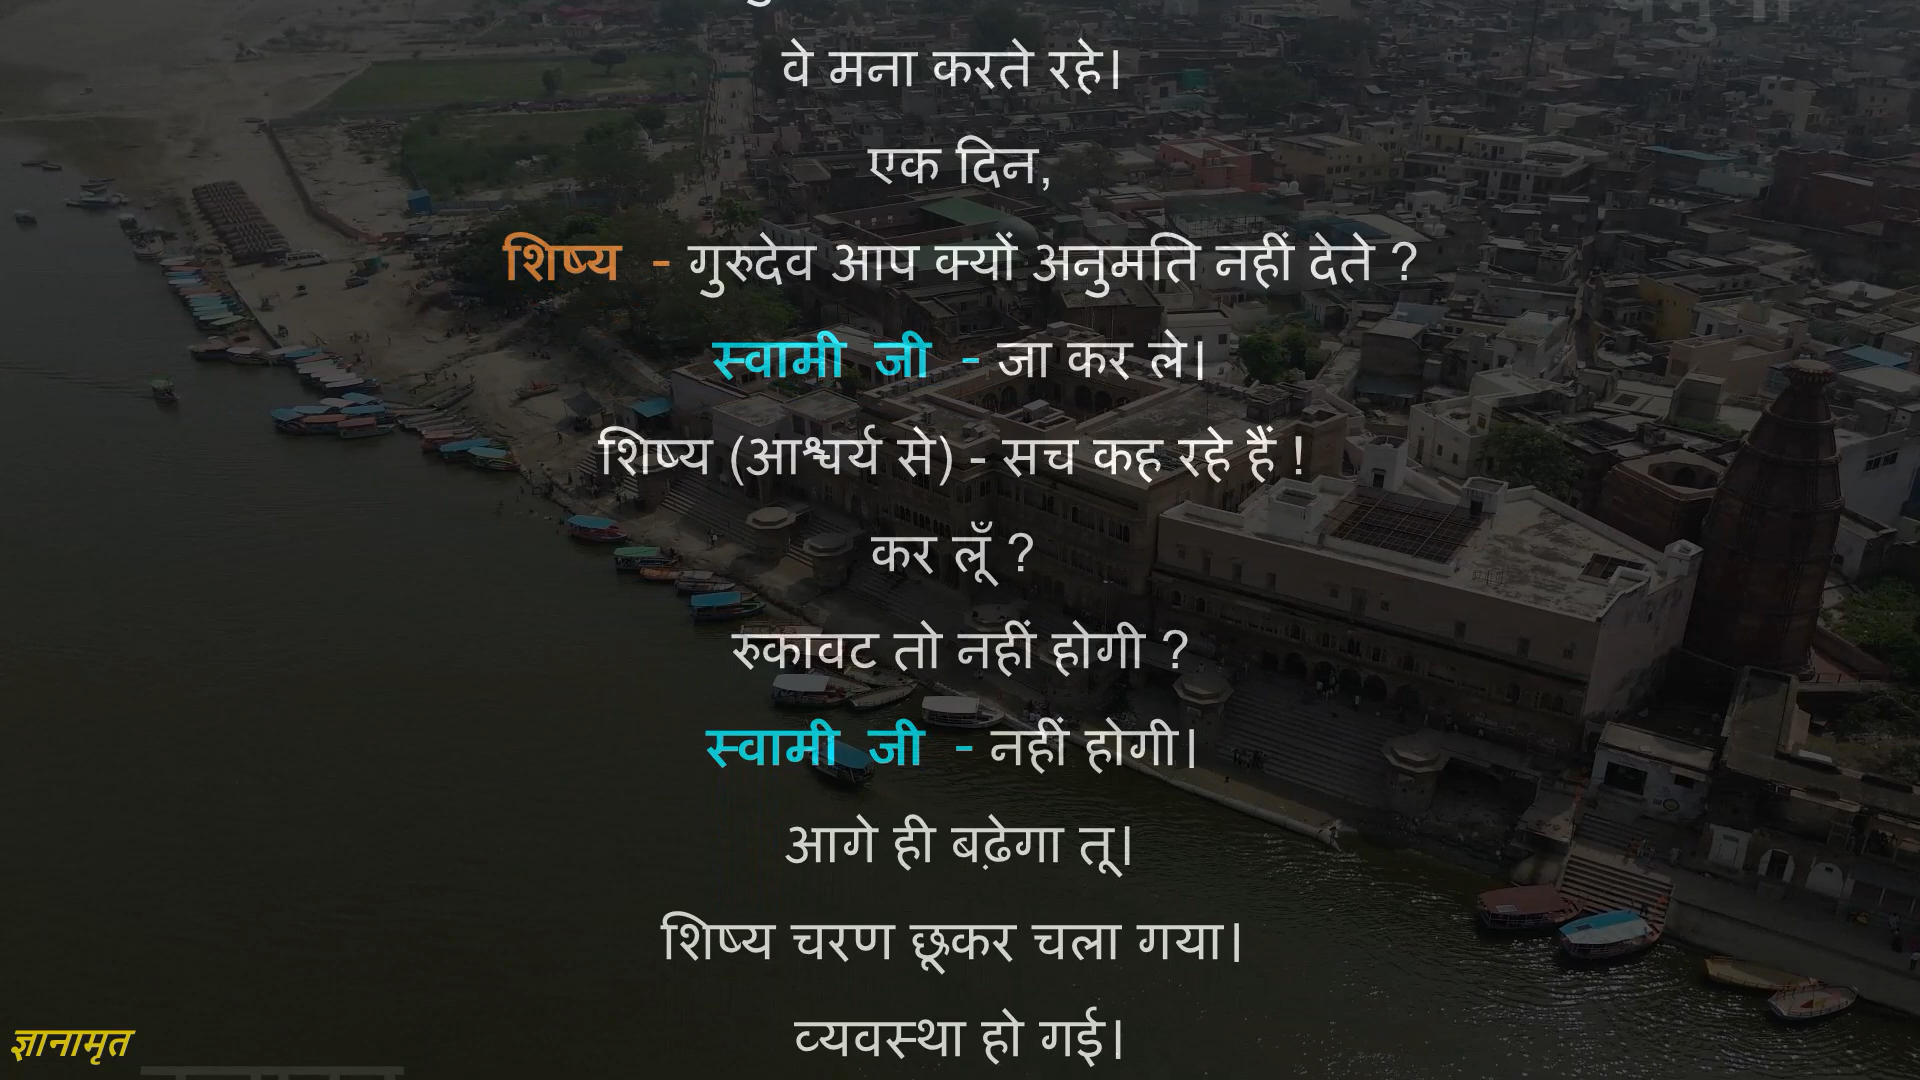 वे मना करते रहे।
एक दिन,
शिष्य - गुरुदेव आप क्यों अनुमति नहीं देते ?
स्वामी जी - जा कर ले।
शिष्य (आश्चर्य से) - सच कह रहे हैं !
कर लूँ ?
रुकावट तो नहीं होगी ?
स्वामी जी - नहीं होगी।
आगे ही बढ़ेगा तू।
शिष्य चरण छूकर चला गया।
व्यवस्था हो गई।
ज्ञानामृत